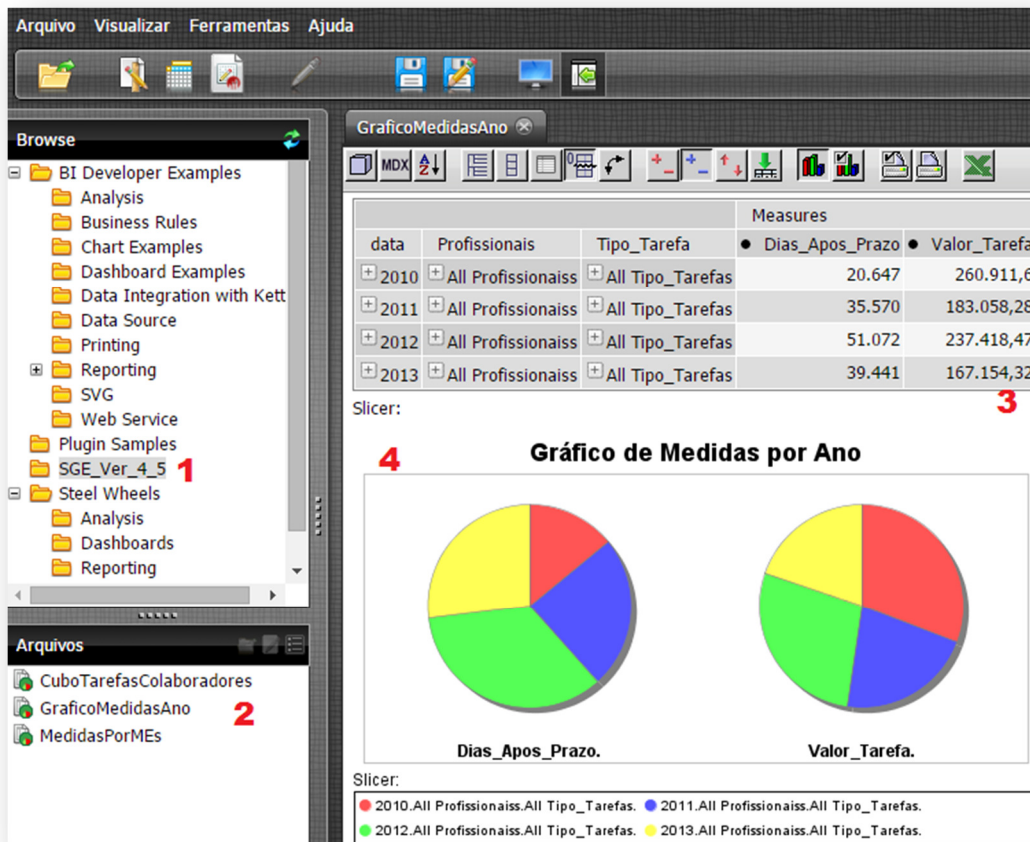 Arquivo Visualizar Ferramentas Ajuda
Browse
BI Developer Examples
Analysis
Business Rules
Chart Examples
Dashboard Examples
Data Integration with Kett
Data Source
Printing
Reporting
SVG
Web Service
Plugin Samples
SGE_Ver_4_5 1
Steel Wheels
Analysis
Dashboards
Reporting
Arquivos
CuboTarefasColaboradores
GraficoMedidasAno 2
MedidasPorMEs
GraficoMedidasAno
MDX A Z 0
Measures
data Profissionais Tipo_Tarefa Dias_Apos_Prazo Valor_Tarefa
2010 All Profissionaiss All Tipo_Tarefas 20.647 260.911,6
2011 All Profissionaiss All Tipo_Tarefas 35.570 183.058,28
2012 All Profissionaiss All Tipo_Tarefas 51.072 237.418,47
2013 All Profissionaiss All Tipo_Tarefas 39.441 167.154,32
Slicer: 3
4 Gráfico de Medidas por Ano
Dias_Apos_Prazo. Valor_Tarefa.
Slicer:
2010.All Profissionaiss.All Tipo_Tarefas. 2011.All Profissionaiss.All Tipo_Tarefas.
2012.All Profissionaiss.All Tipo_Tarefas. 2013.All Profissionaiss.All Tipo_Tarefas.